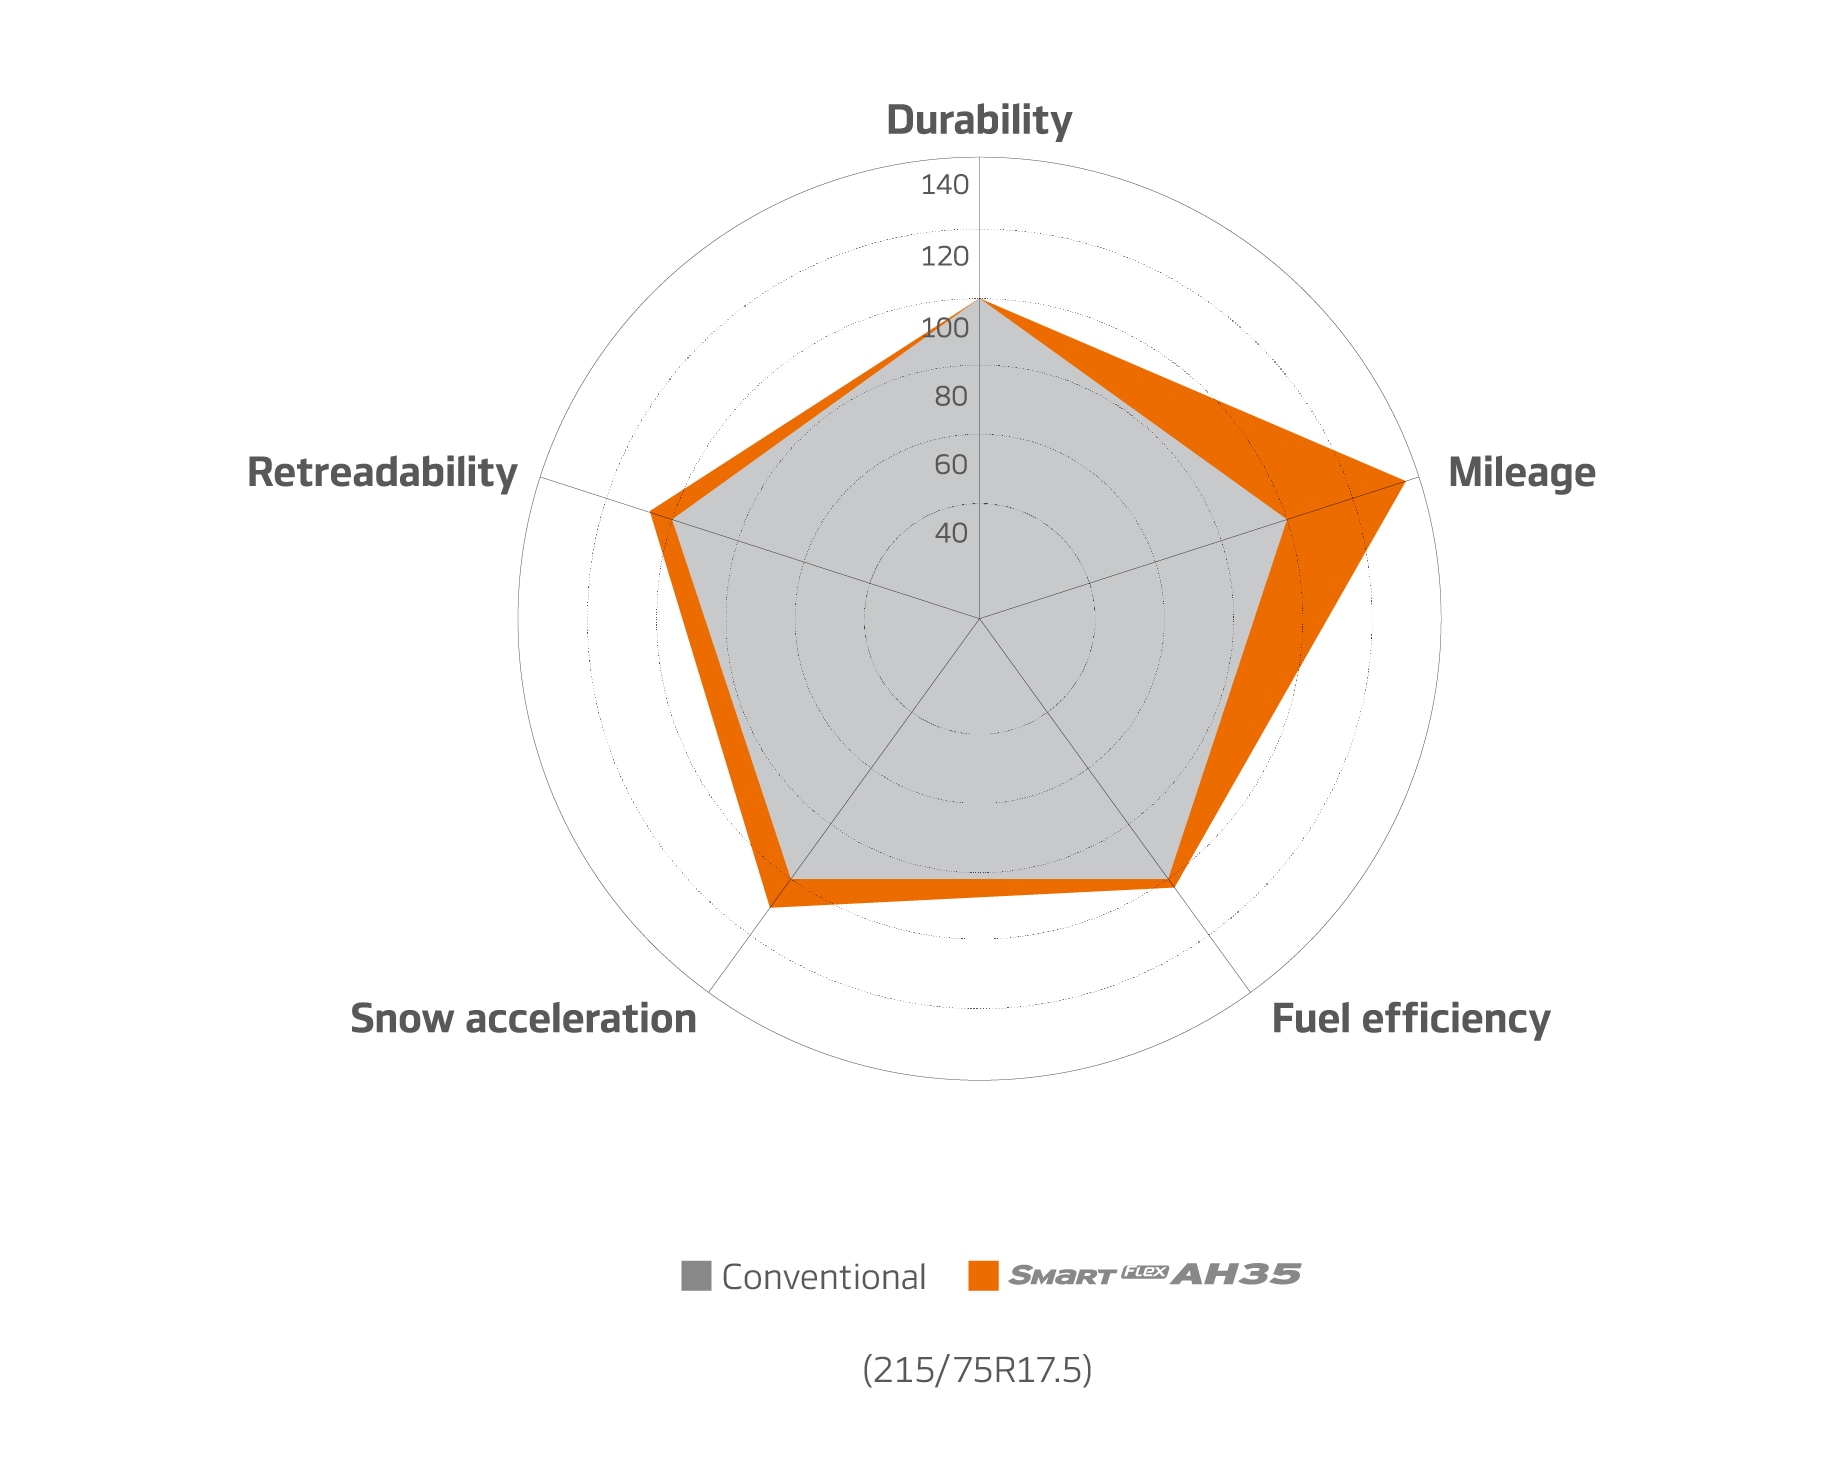 Durability
140
120
100
80
60
40
Retreadability
Mileage
Snow acceleration
Fuel efficiency
Conventional
SMART FLEX AH35
(215/75R17.5)